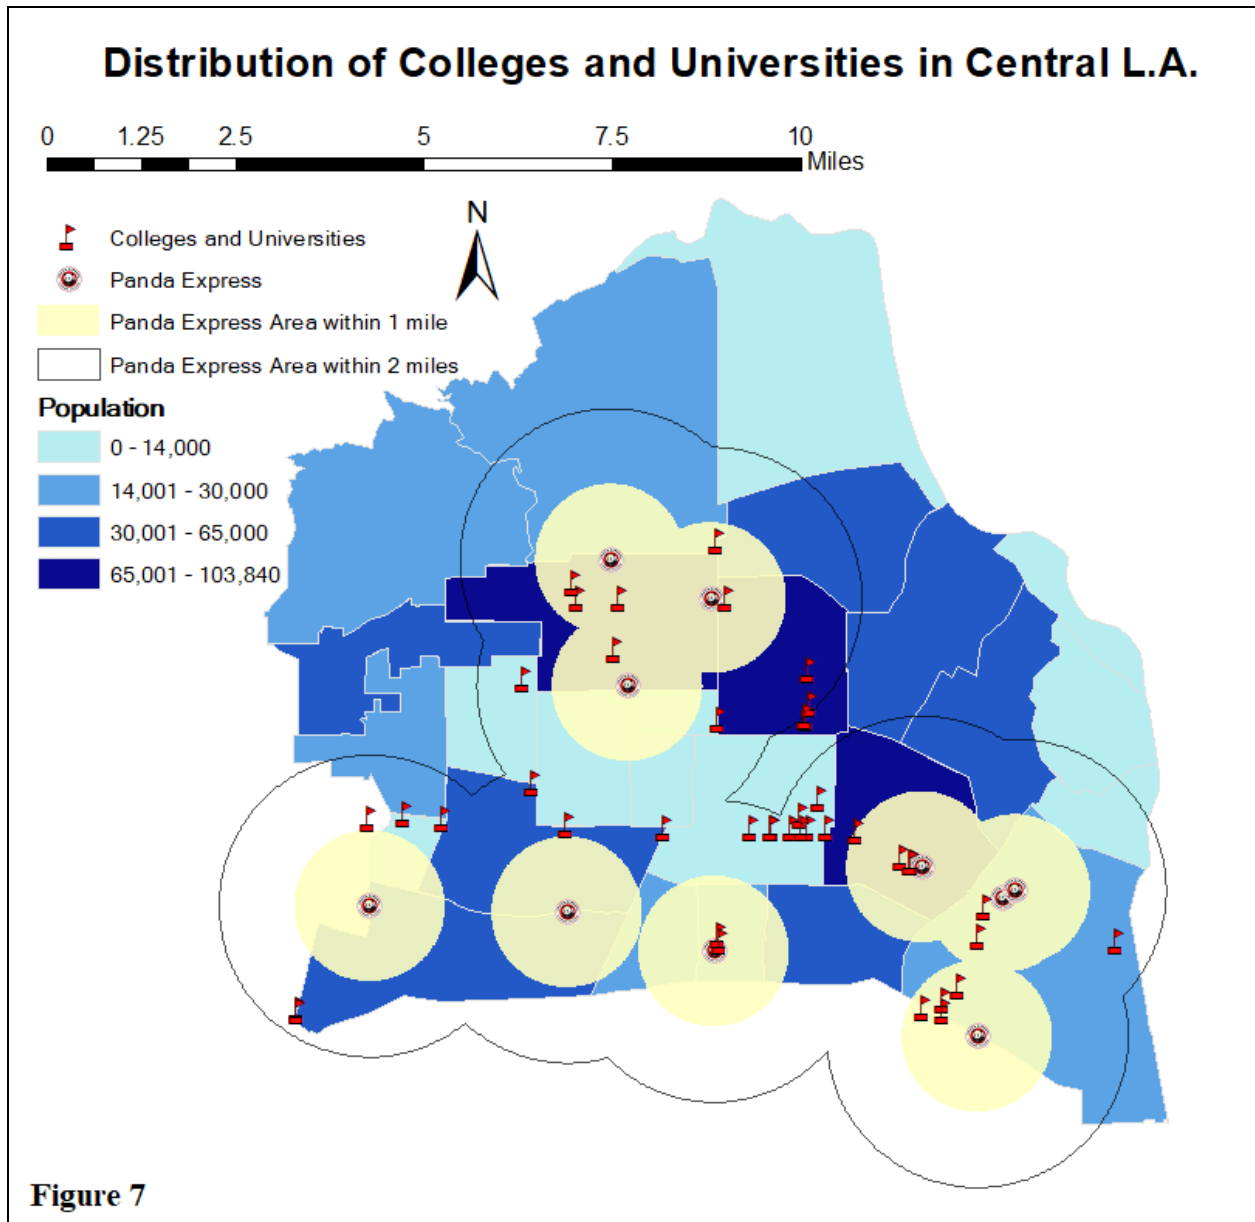 Distribution of Colleges and Universities in Central L.A.
0 1.25 2.5 5 7.5 10
Miles
N
Colleges and Universities
Panda Express
Panda Express Area within 1 mile
Panda Express Area within 2 miles
Population
0 - 14,000
14,001 - 30,000
30,001 - 65,000
65,001 - 103,840
Figure 7